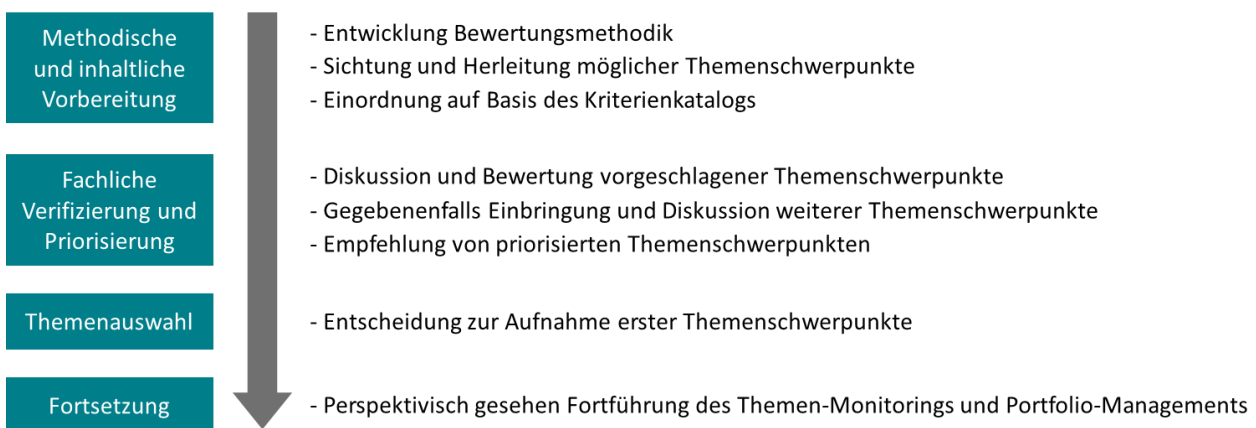 Methodische
und inhaltliche
Vorbereitung
- Entwicklung Bewertungsmethodik
- Sichtung und Herleitung möglicher Themenschwerpunkte
- Einordnung auf Basis des Kriterienkatalogs
Fachliche
Verifizierung und
Priorisierung
- Diskussion und Bewertung vorgeschlagener Themenschwerpunkte
- Gegebenenfalls Einbringung und Diskussion weiterer Themenschwerpunkte
- Empfehlung von priorisierten Themenschwerpunkten
Themenauswahl
- Entscheidung zur Aufnahme erster Themenschwerpunkte
Fortsetzung
- Perspektivisch gesehen Fortführung des Themen-Monitorings und Portfolio-Managements